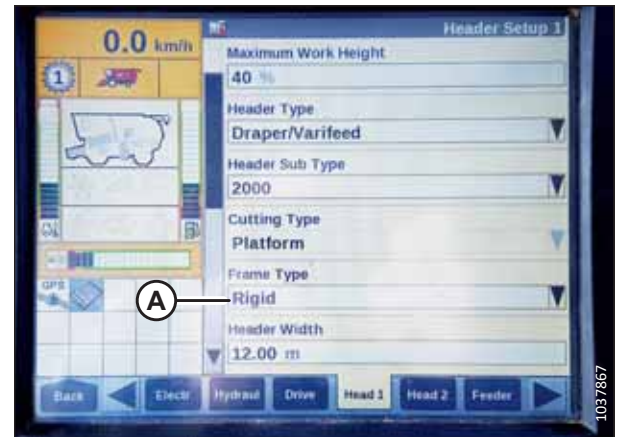 0.0 km/h
Header Setup 1
1
Maximum Work Height
40 %
Header Type
Draper/Varifeed
Header Sub Type
2000
Cutting Type
Platform
Frame Type
A
Rigid
GPS
Header Width
12.00 m
Back
Electr
Hydraul
Drive
Head 1
Head 2
Feeder
1037867